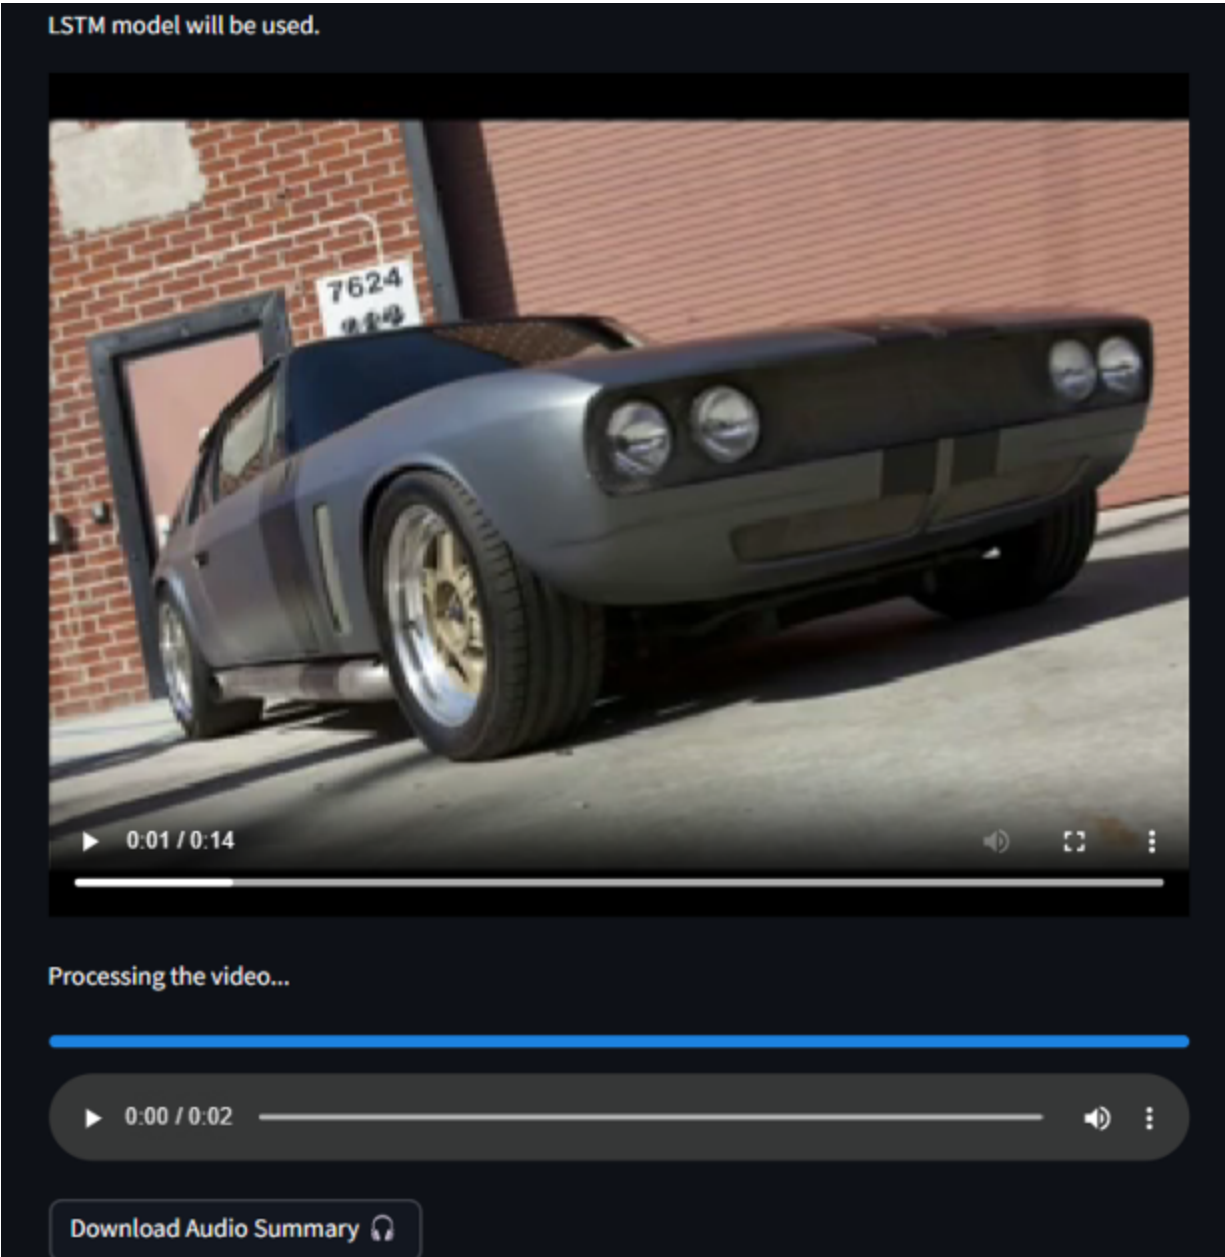 LSTM model will be used.
7624
0:01 / 0:14
Processing the video...
0:00 / 0:02
Download Audio Summary 🎧